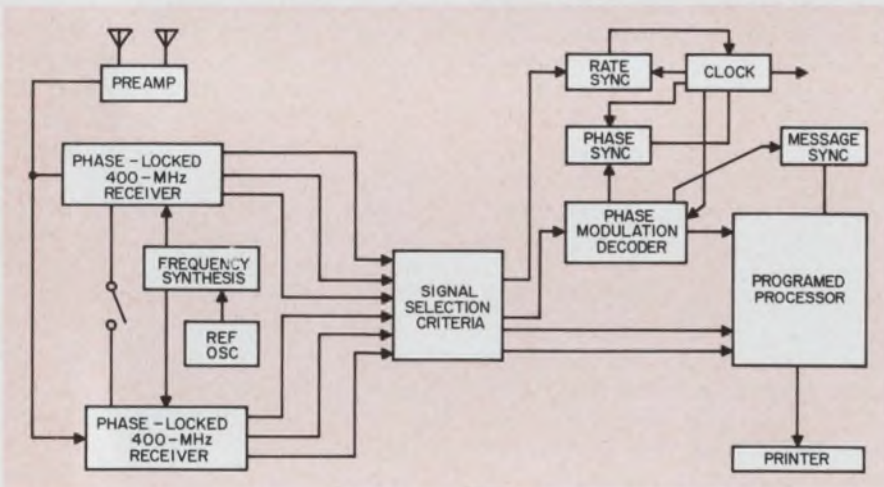 PREAMP
PHASE-LOCKED
400-MHz
RECEIVER
FREQUENCY
SYNTHESIS
REF
OSC
PHASE-LOCKED
400-MHz
RECEIVER
SIGNAL
SELECTION
CRITERIA
RATE
SYNC
CLOCK
PHASE
SYNC
MESSAGE
SYNC
PHASE
MODULATION
DECODER
PROGRAMED
PROCESSOR
PRINTER